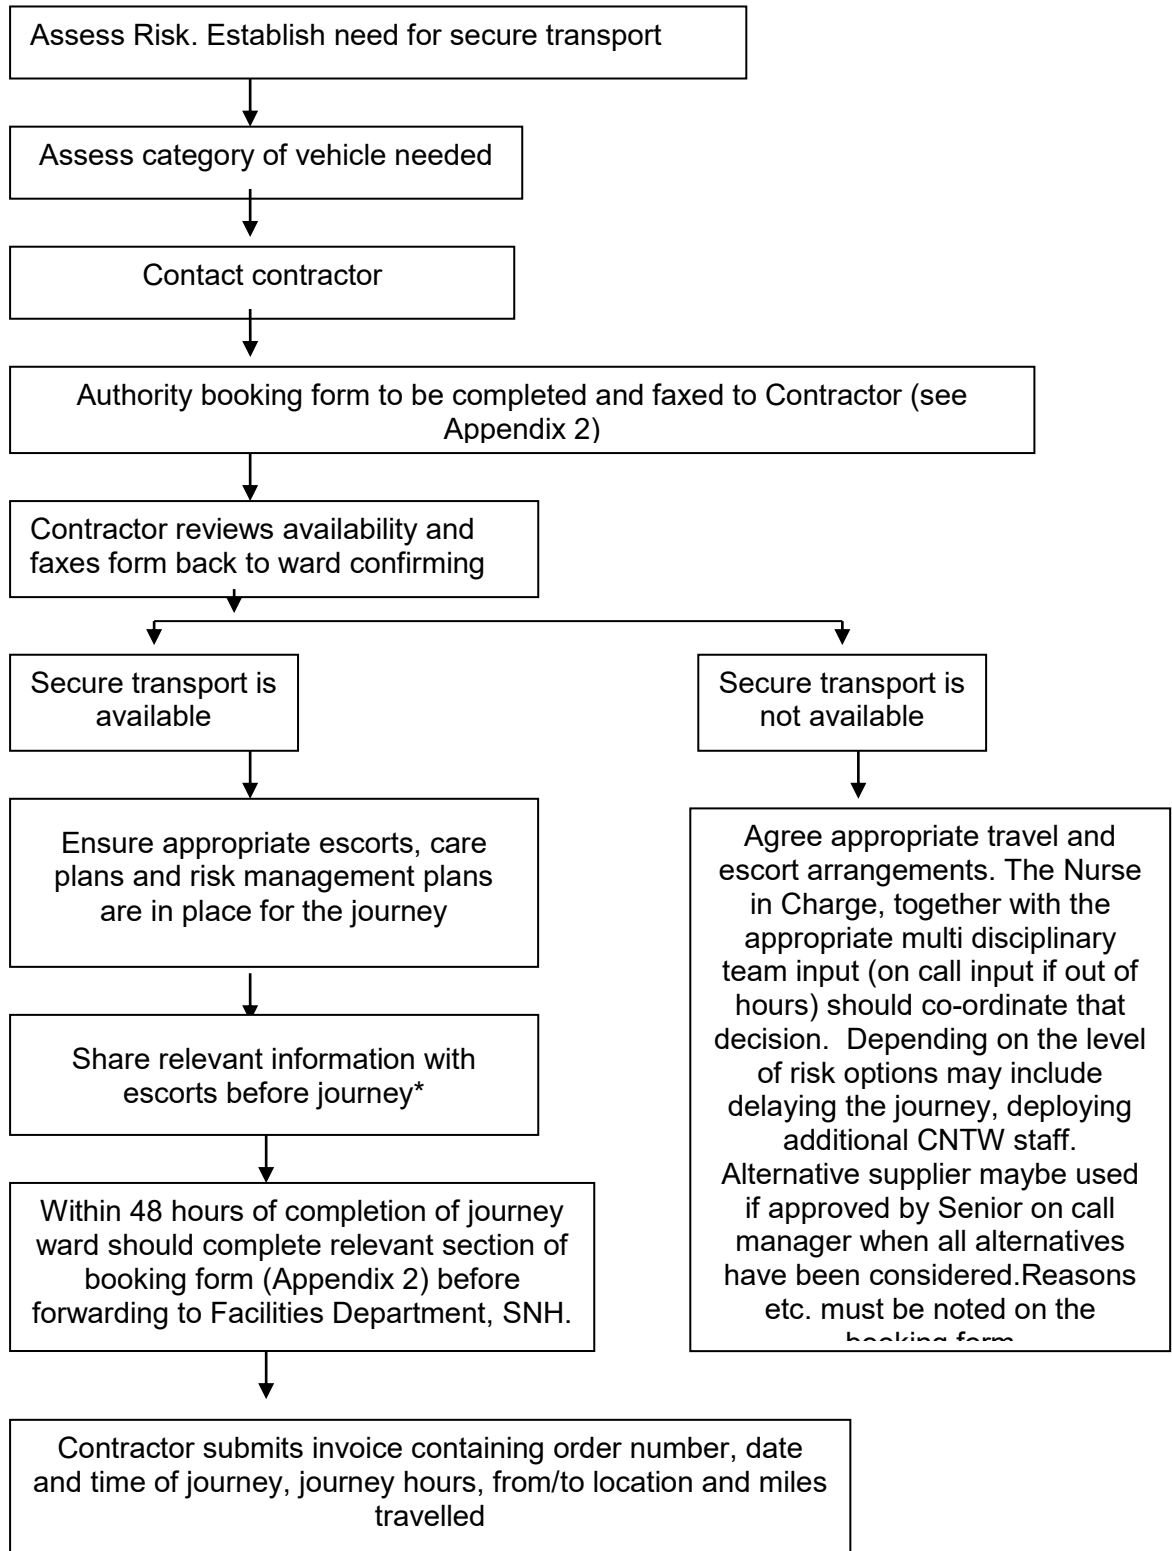 Assess Risk. Establish need for secure transport
Assess category of vehicle needed
Contact contractor
Authority booking form to be completed and faxed to Contractor (see
Appendix 2)
Contractor reviews availability and
faxes form back to ward confirming
Secure transport is
available
Secure transport is
not available
Ensure appropriate escorts, care
plans and risk management plans
are in place for the journey
Share relevant information with
escorts before journey*
Within 48 hours of completion of journey
ward should complete relevant section of
booking form (Appendix 2) before
forwarding to Facilities Department, SNH.
Agree appropriate travel and
escort arrangements. The Nurse
in Charge, together with the
appropriate multi disciplinary
team input (on call input if out of
hours) should co-ordinate that
decision.  Depending on the level
of risk options may include
delaying the journey, deploying
additional CNTW staff.
Alternative supplier maybe used
if approved by Senior on call
manager when all alternatives
have been considered.Reasons
etc. must be noted on the
booking form
Contractor submits invoice containing order number, date
and time of journey, journey hours, from/to location and miles
travelled